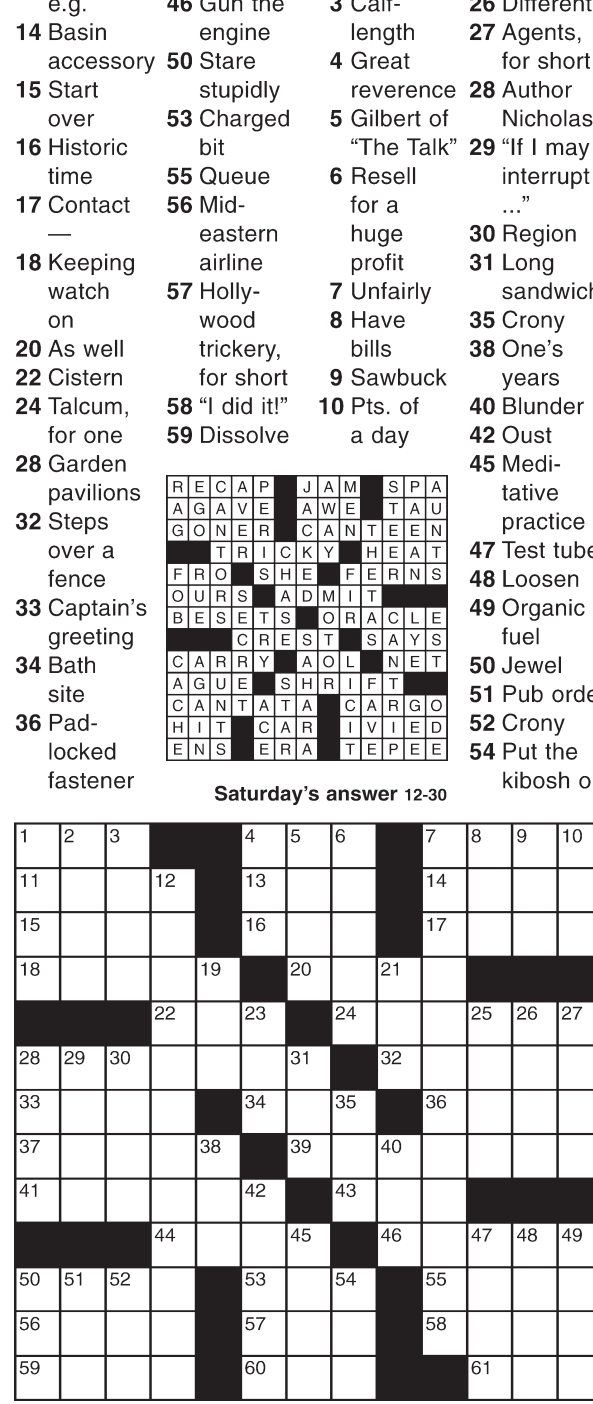 e.g.
14 Basin
accessory
15 Start
over
16 Historic
time
17 Contact
—
18 Keeping
watch
on
20 As well
22 Cistern
24 Talcum,
for one
28 Garden
pavilions
32 Steps
over a
fence
33 Captain's
greeting
34 Bath
site
36 Pad-
locked
fastener
46 Gun the
engine
50 Stare
stupidly
53 Charged
bit
55 Queue
56 Mid-
eastern
airline
57 Holly-
wood
trickery,
for short
58 "I did it!"
59 Dissolve
3 Calf-
length
4 Great
reverence
5 Gilbert of
"The Talk"
6 Resell
for a
huge
profit
7 Unfairly
8 Have
bills
9 Sawbuck
10 Pts. of
a day
RECAP JAM SPA
AGAVE AWE TAU
GONER CANTEEN
TRICKY HEAT
FRO SHE FERNS
OURS ADMIT
BESETS ORACLE
CREST SAYS
CARRY AOL NET
AGUE SHRIFT
CANTATA CARGO
HIT CAR IVIED
ENS ERA TEPEE
Saturday's answer 12-30
26 Different
27 Agents,
for short
28 Author
Nicholas
29 "If I may
interrupt
..."
30 Region
31 Long
sandwich
35 Crony
38 One's
years
40 Blunder
42 Oust
45 Medi-
tative
practice
47 Test tube
48 Loosen
49 Organic
fuel
50 Jewel
51 Pub orde
52 Crony
54 Put the
kibosh o
1 2 3 4 5 6 7 8 9 10
11 12 13 14
15 16 17
18 19 20 21
22 23 24 25 26 27
28 29 30 31 32
33 34 35 36
37 38 39 40
41 42 43
44 45 46 47 48 49
50 51 52 53 54 55
56 57 58
59 60 61